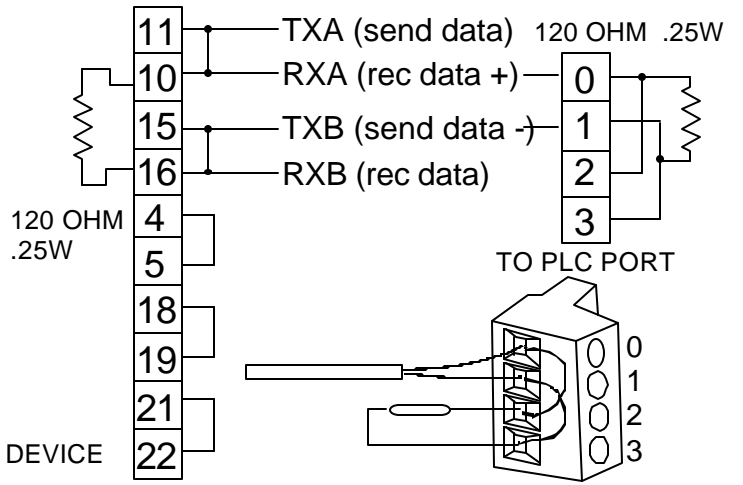 11 TXA (send data) 120 OHM .25W
10 RXA (rec data +) 0
15 TXB (send data -) 1
16 RXB (rec data) 2
120 OHM 4 3
.25W 5 TO PLC PORT
18
19 0
1
21 2
DEVICE 22 3